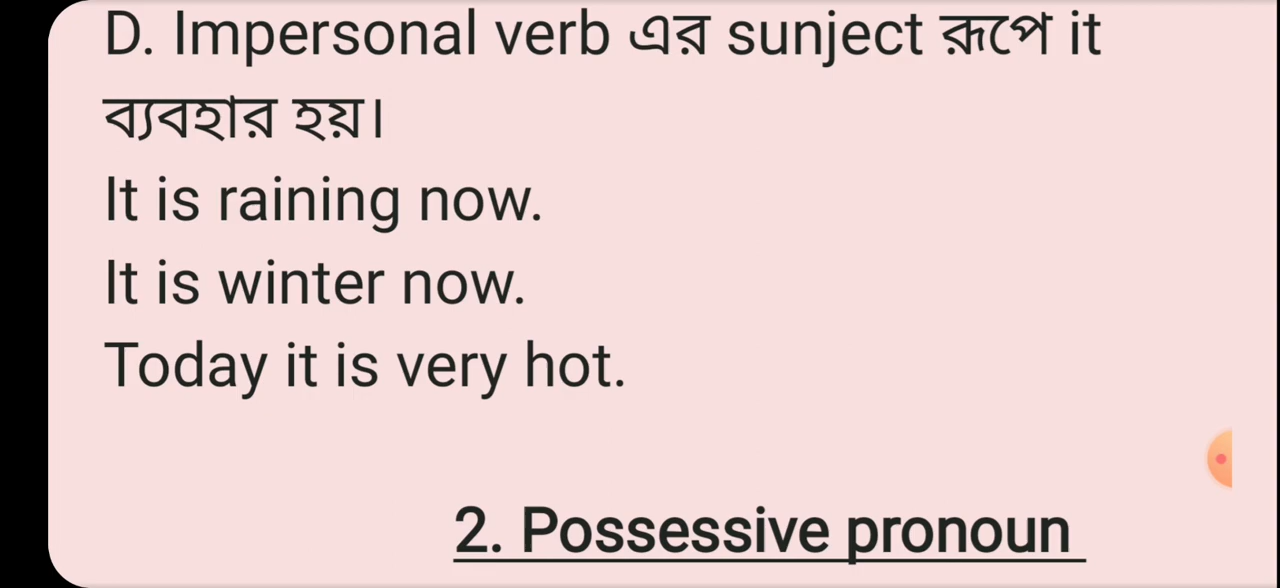 D. Impersonal verb এর sunject রূপে it
ব্যবহার হয়।
It is raining now.
It is winter now.
Today it is very hot.
2. Possessive pronoun